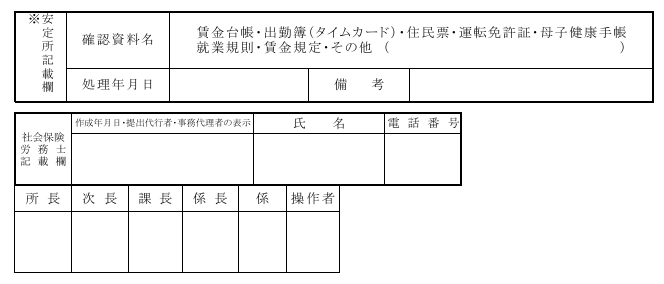 ※安定所記載欄
確認資料名
賃金台帳・出勤簿(タイムカード)・住民票・運転免許証・母子健康手帳
就業規則・賃金規定・その他 ( )
処理年月日
備 考
社会保険
労 務 士
記 載 欄
作成年月日・提出代行者・事務代理者の表示
氏 名
電 話 番 号
所 長
次 長
課 長
係 長
係
操作者